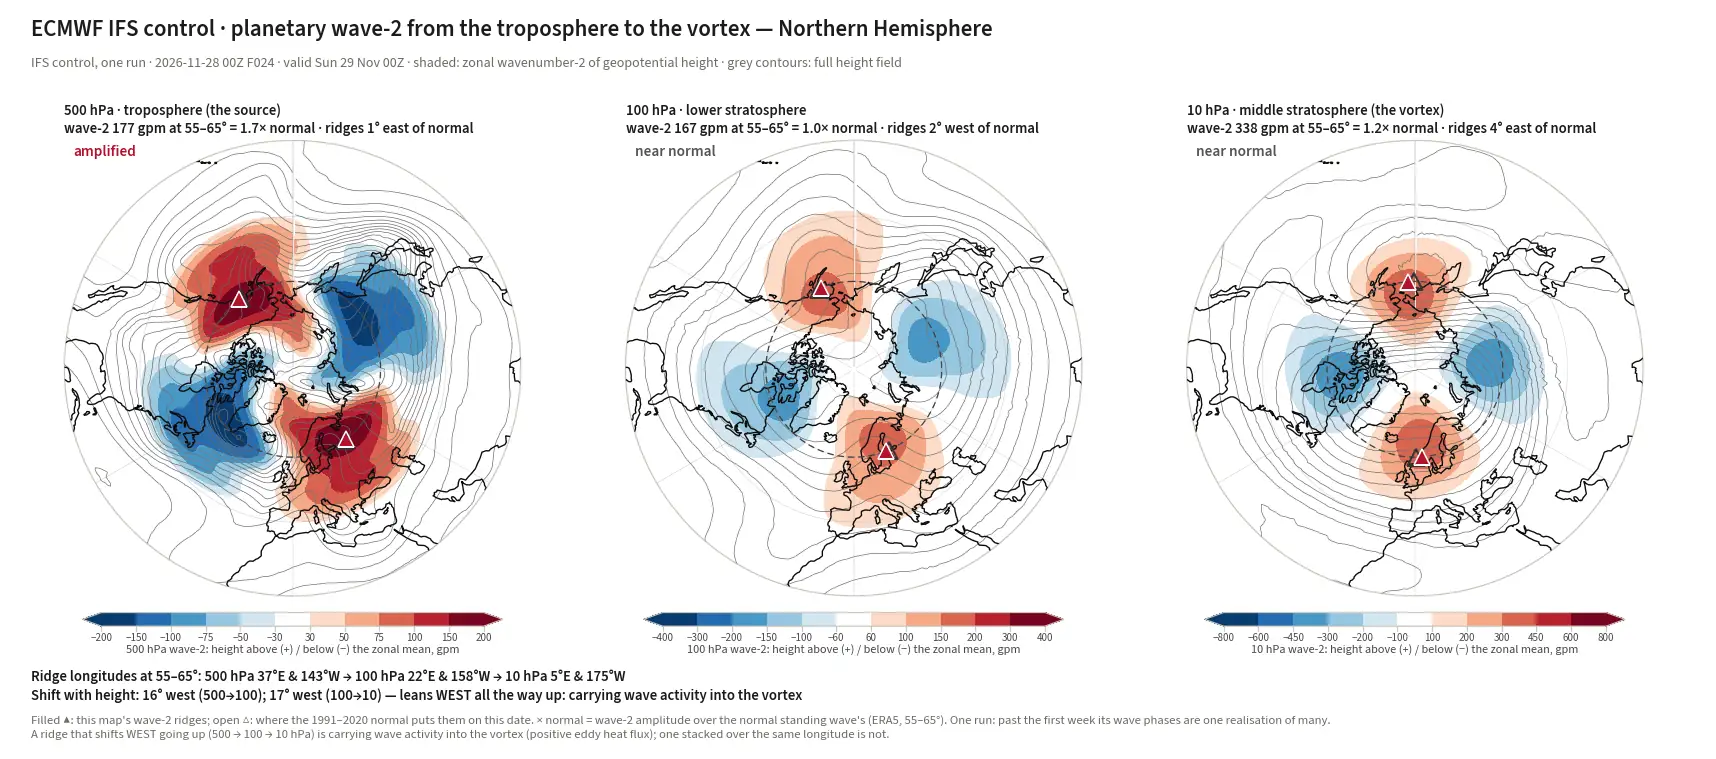 ECMWF IFS control · planetary wave-2 from the troposphere to the vortex — Northern Hemisphere
IFS control, one run · 2026-11-28 00Z F024 · valid Sun 29 Nov 00Z · shaded: zonal wavenumber-2 of geopotential height · grey contours: full height field
500 hPa · troposphere (the source)
wave-2 177 gpm at 55–65° = 1.7× normal · ridges 1° east of normal
amplified
100 hPa · lower stratosphere
wave-2 167 gpm at 55–65° = 1.0× normal · ridges 2° west of normal
near normal
10 hPa · middle stratosphere (the vortex)
wave-2 338 gpm at 55–65° = 1.2× normal · ridges 4° east of normal
near normal
−200 −150 −100 −75 −50 −30 30 50 75 100 150 200
500 hPa wave-2: height above (+) / below (−) the zonal mean, gpm
−400 −300 −200 −150 −100 −60 60 100 150 200 300 400
100 hPa wave-2: height above (+) / below (−) the zonal mean, gpm
−800 −600 −450 −300 −200 −100 100 200 300 450 600 800
10 hPa wave-2: height above (+) / below (−) the zonal mean, gpm
Ridge longitudes at 55–65°: 500 hPa 37°E & 143°W → 100 hPa 22°E & 158°W → 10 hPa 5°E & 175°W
Shift with height: 16° west (500→100); 17° west (100→10) — leans WEST all the way up: carrying wave activity into the vortex
Filled ▲: this map's wave-2 ridges; open △: where the 1991–2020 normal puts them on this date. × normal = wave-2 amplitude over the normal standing wave's (ERA5, 55–65°). One run: past the first week its wave phases are one realisation of many.
A ridge that shifts WEST going up (500 → 100 → 10 hPa) is carrying wave activity into the vortex (positive eddy heat flux); one stacked over the same longitude is not.